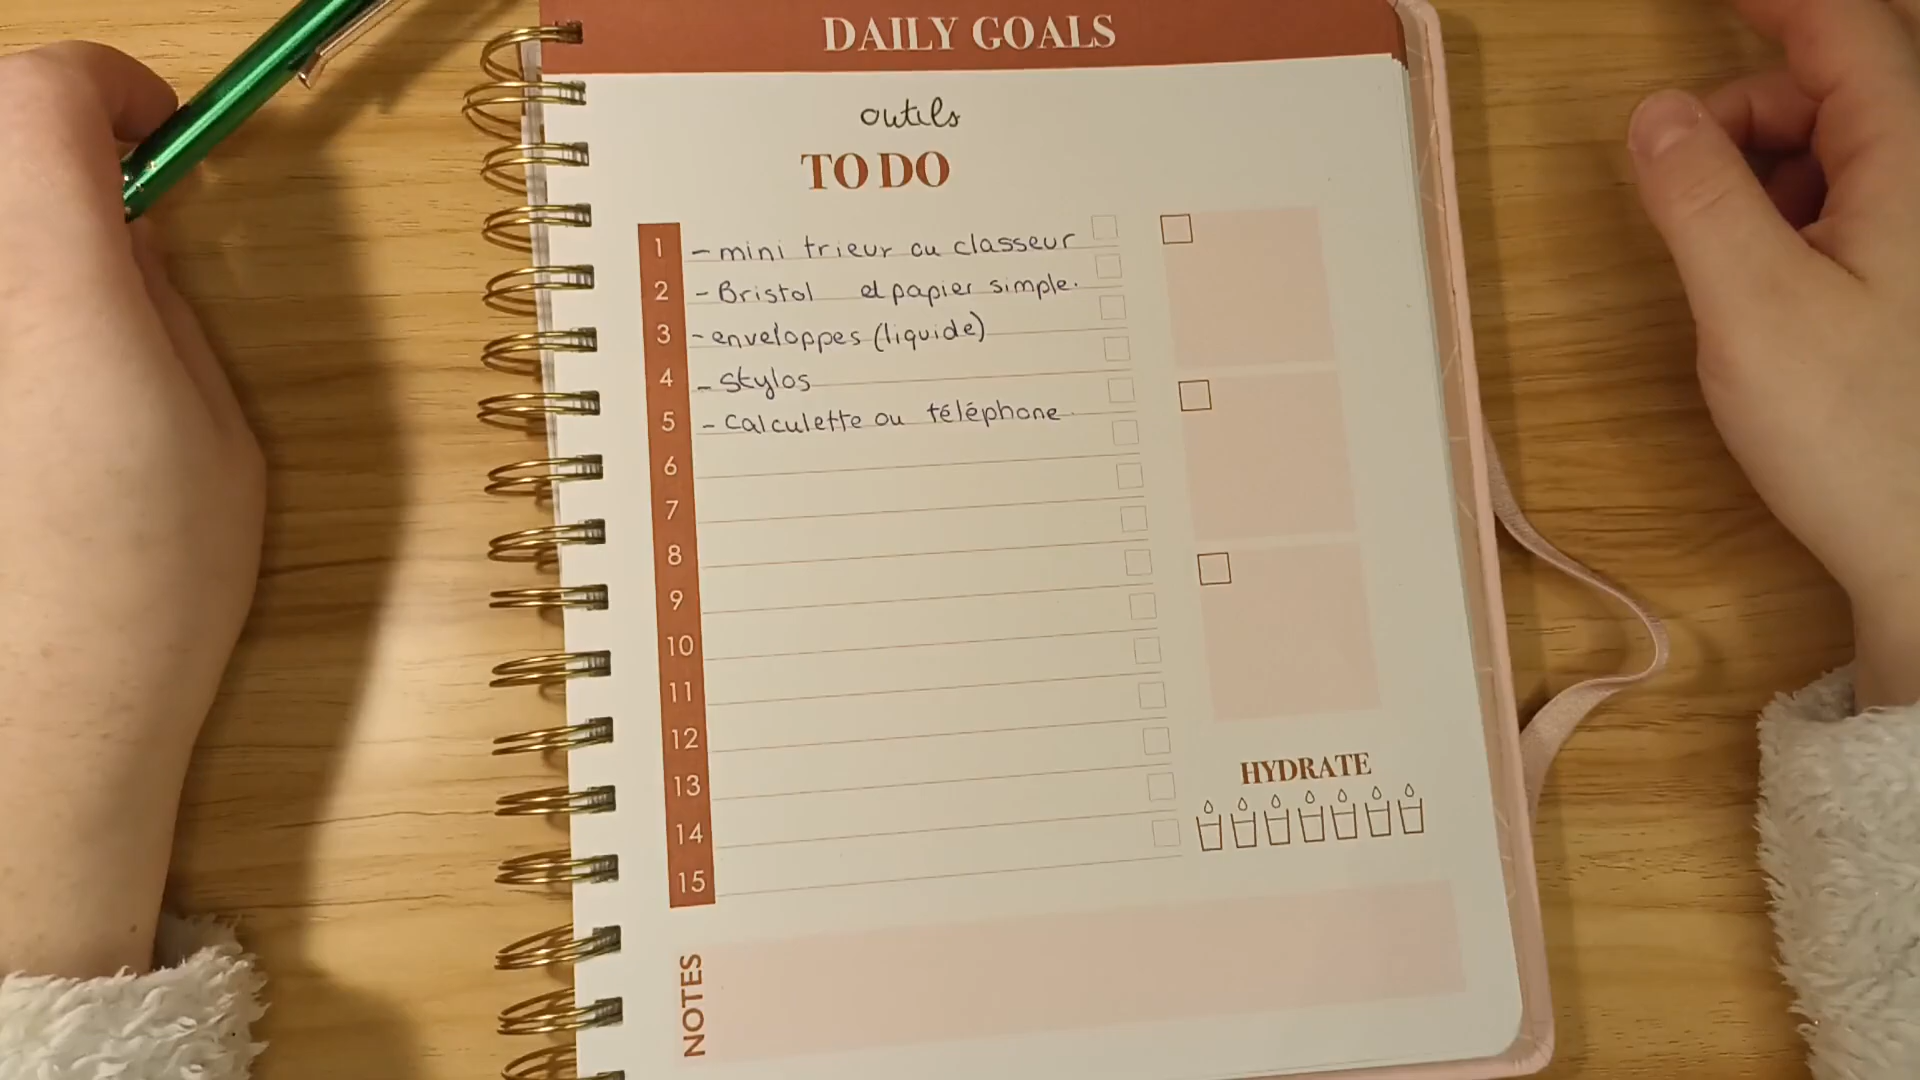 DAILY GOALS
outils
TO DO
1 - mini trieur ou classeur
2 - Bristol et papier simple.
3 - enveloppes (liquide)
4 - stylos
5 - calculette ou téléphone
6
7
8
9
10
11
12
13
14
15
HYDRATE
NOTES